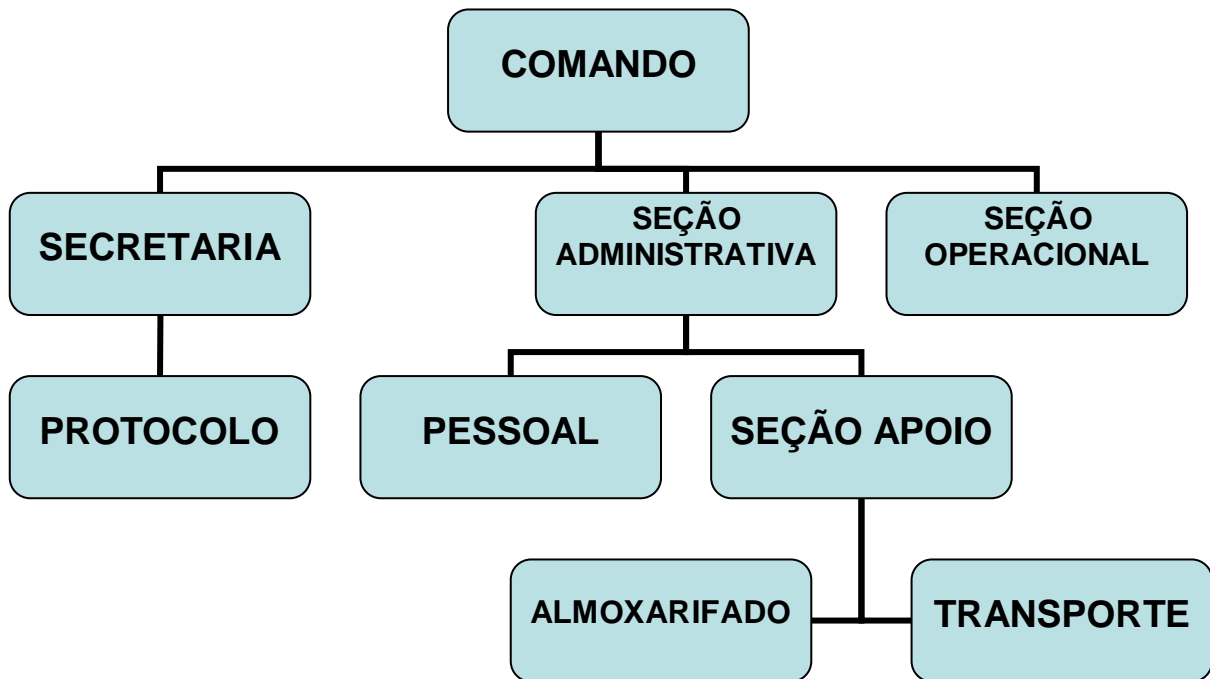 COMANDO
SECRETARIA
SEÇÃO
ADMINISTRATIVA
SEÇÃO
OPERACIONAL
PROTOCOLO
PESSOAL
SEÇÃO APOIO
ALMOXARIFADO
TRANSPORTE